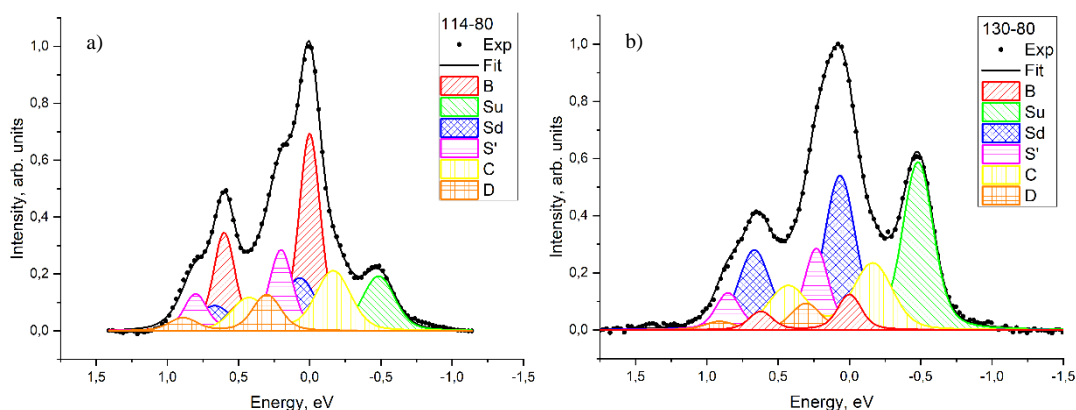 a)
114-80
Exp
Fit
B
Su
Sd
S'
C
D
Intensity, arb. units
1,0
0,8
0,6
0,4
0,2
0,0
1,5 1,0 0,5 0,0 -0,5 -1,0 -1,5
Energy, eV
b)
130-80
Exp
Fit
B
Su
Sd
S'
C
D
Intensity, arb. units
1,0
0,8
0,6
0,4
0,2
0,0
1,5 1,0 0,5 0,0 -0,5 -1,0 -1,5
Energy, eV